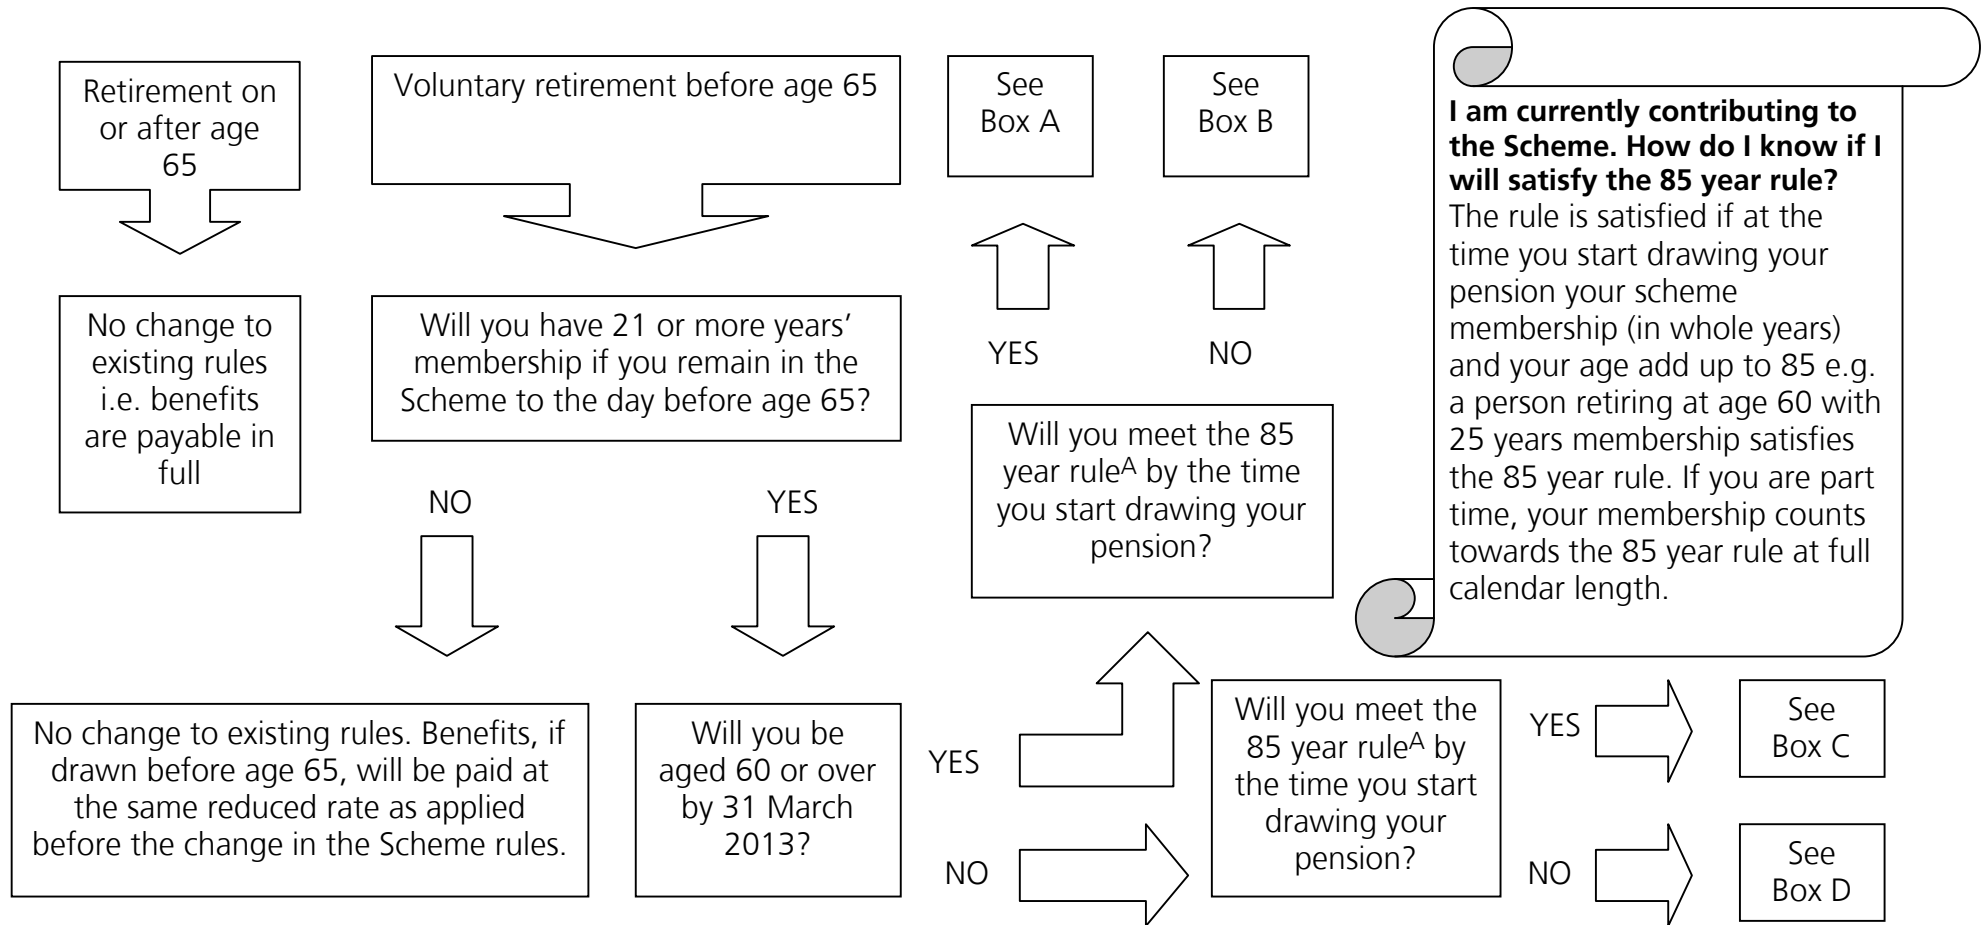 Retirement on
or after age
65
No change to
existing rules
i.e. benefits
are payable in
full
Voluntary retirement before age 65
Will you have 21 or more years’
membership if you remain in the
Scheme to the day before age 65?
NO
YES
No change to existing rules. Benefits, if
drawn before age 65, will be paid at
the same reduced rate as applied
before the change in the Scheme rules.
Will you be
aged 60 or over
by 31 March
2013?
YES
NO
See
Box A
See
Box B
YES
NO
Will you meet the 85
year ruleA by the time
you start drawing your
pension?
Will you meet the
85 year ruleA by
the time you start
drawing your
pension?
YES
NO
See
Box C
See
Box D
I am currently contributing to
the Scheme. How do I know if I
will satisfy the 85 year rule?
The rule is satisfied if at the
time you start drawing your
pension your scheme
membership (in whole years)
and your age add up to 85 e.g.
a person retiring at age 60 with
25 years membership satisfies
the 85 year rule. If you are part
time, your membership counts
towards the 85 year rule at full
calendar length.